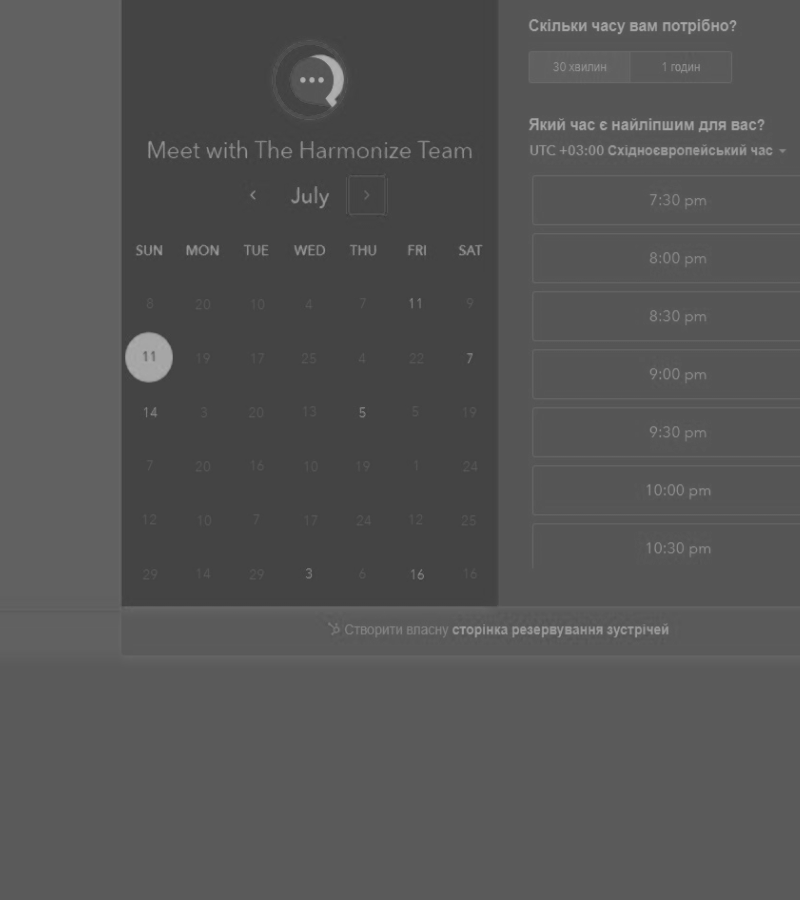 Meet with The Harmonize Team
July
SUN MON TUE WED THU FRI SAT
8 20 10 4 7 11 9
11 19 17 25 4 22 7
14 3 20 13 5 5 19
7 20 16 10 19 1 24
12 10 7 17 24 12 25
29 14 29 3 6 16 16
Скільки часу вам потрібно?
30 хвилин 1 годин
Який час є найліпшим для вас?
UTC +03:00 Східноєвропейський час
7:30 pm
8:00 pm
8:30 pm
9:00 pm
9:30 pm
10:00 pm
10:30 pm
Створити власну сторінка резервування зустрічей